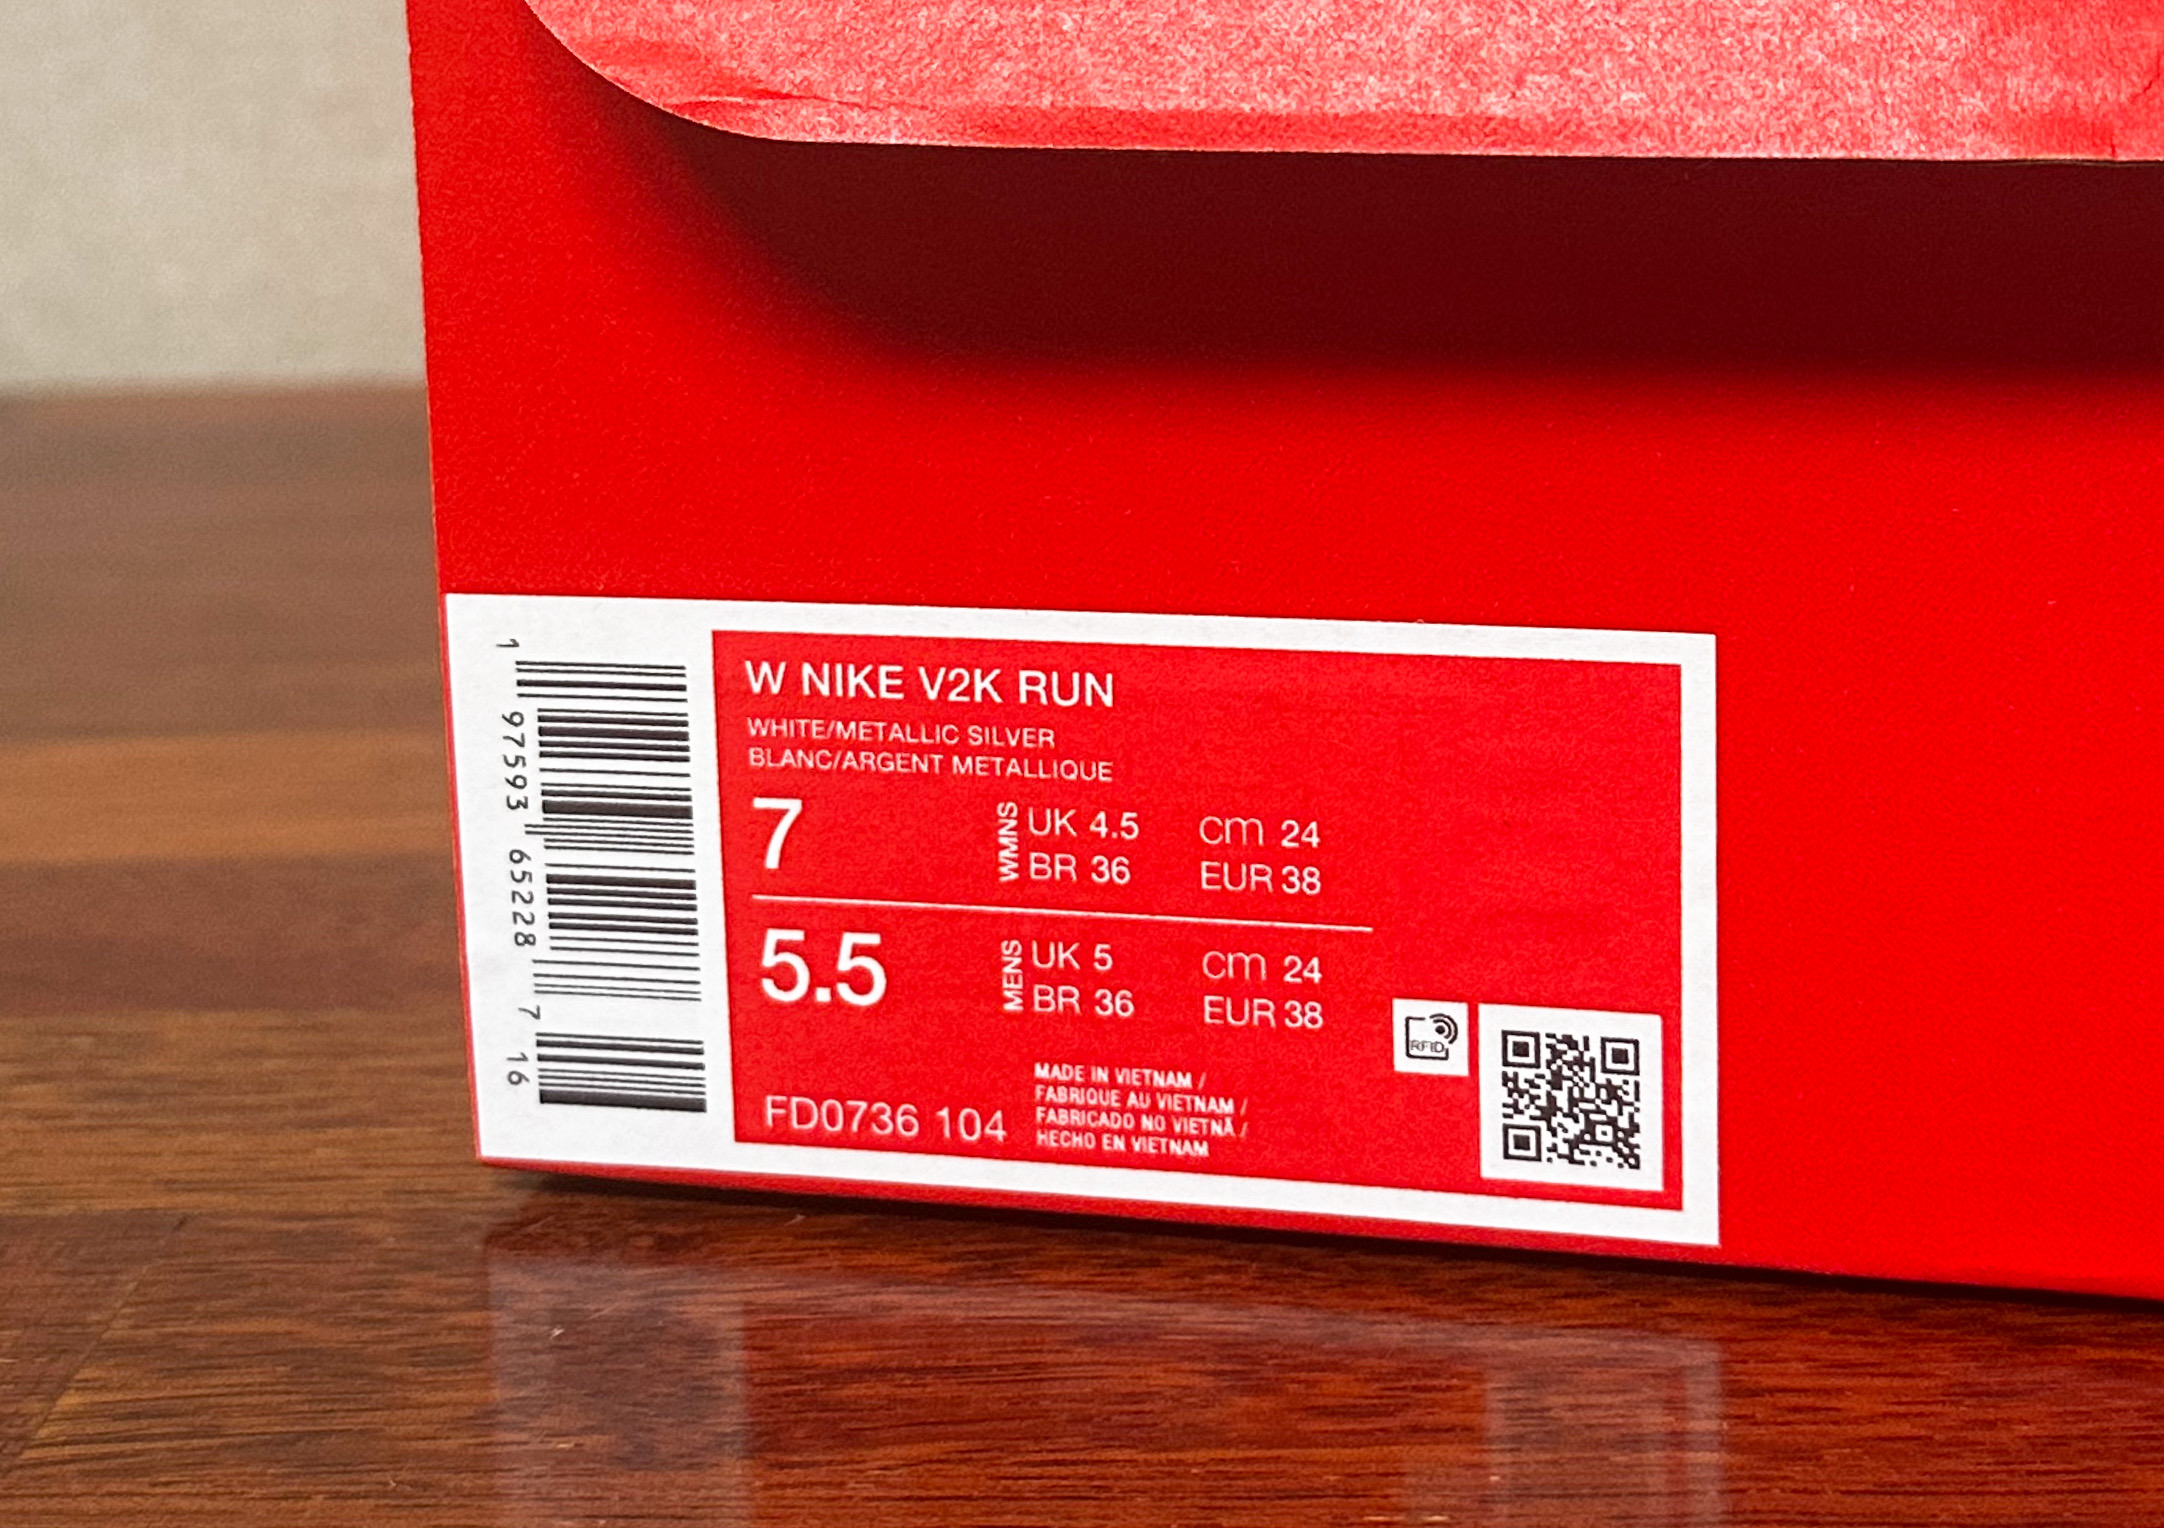 W NIKE V2K RUN
WHITE/METALLIC SILVER
BLANC/ARGENT METALLIQUE
7
WMNS
UK 4.5 cm 24
BR 36 EUR 38
5.5
MENS
UK 5 cm 24
BR 36 EUR 38
FD0736 104
MADE IN VIETNAM /
FABRIQUE AU VIETNAM /
FABRICADO NO VIETNÃ /
HECHO EN VIETNAM
RFID
1 97593 65228 7 16